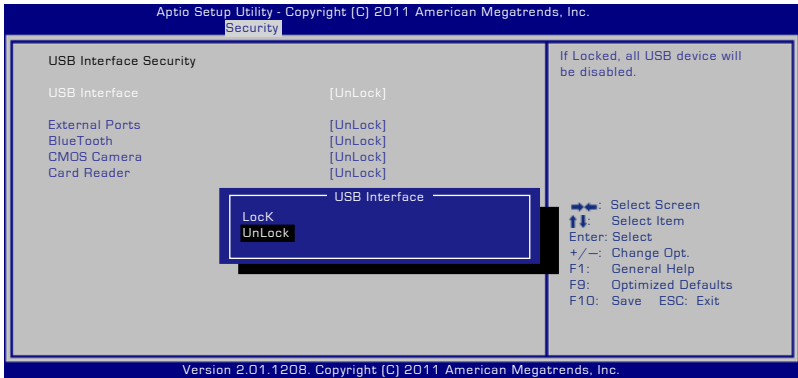 Aptio Setup Utility - Copyright (C) 2011 American Megatrends, Inc.
Security
USB Interface Security
USB Interface [UnLock]
External Ports [UnLock]
BlueTooth [UnLock]
CMOS Camera [UnLock]
Card Reader [UnLock]
USB Interface
LocK
UnLock
If Locked, all USB device will
be disabled.
→←: Select Screen
↑↓: Select Item
Enter: Select
+/—: Change Opt.
F1: General Help
F9: Optimized Defaults
F10: Save ESC: Exit
Version 2.01.1208. Copyright (C) 2011 American Megatrends, Inc.